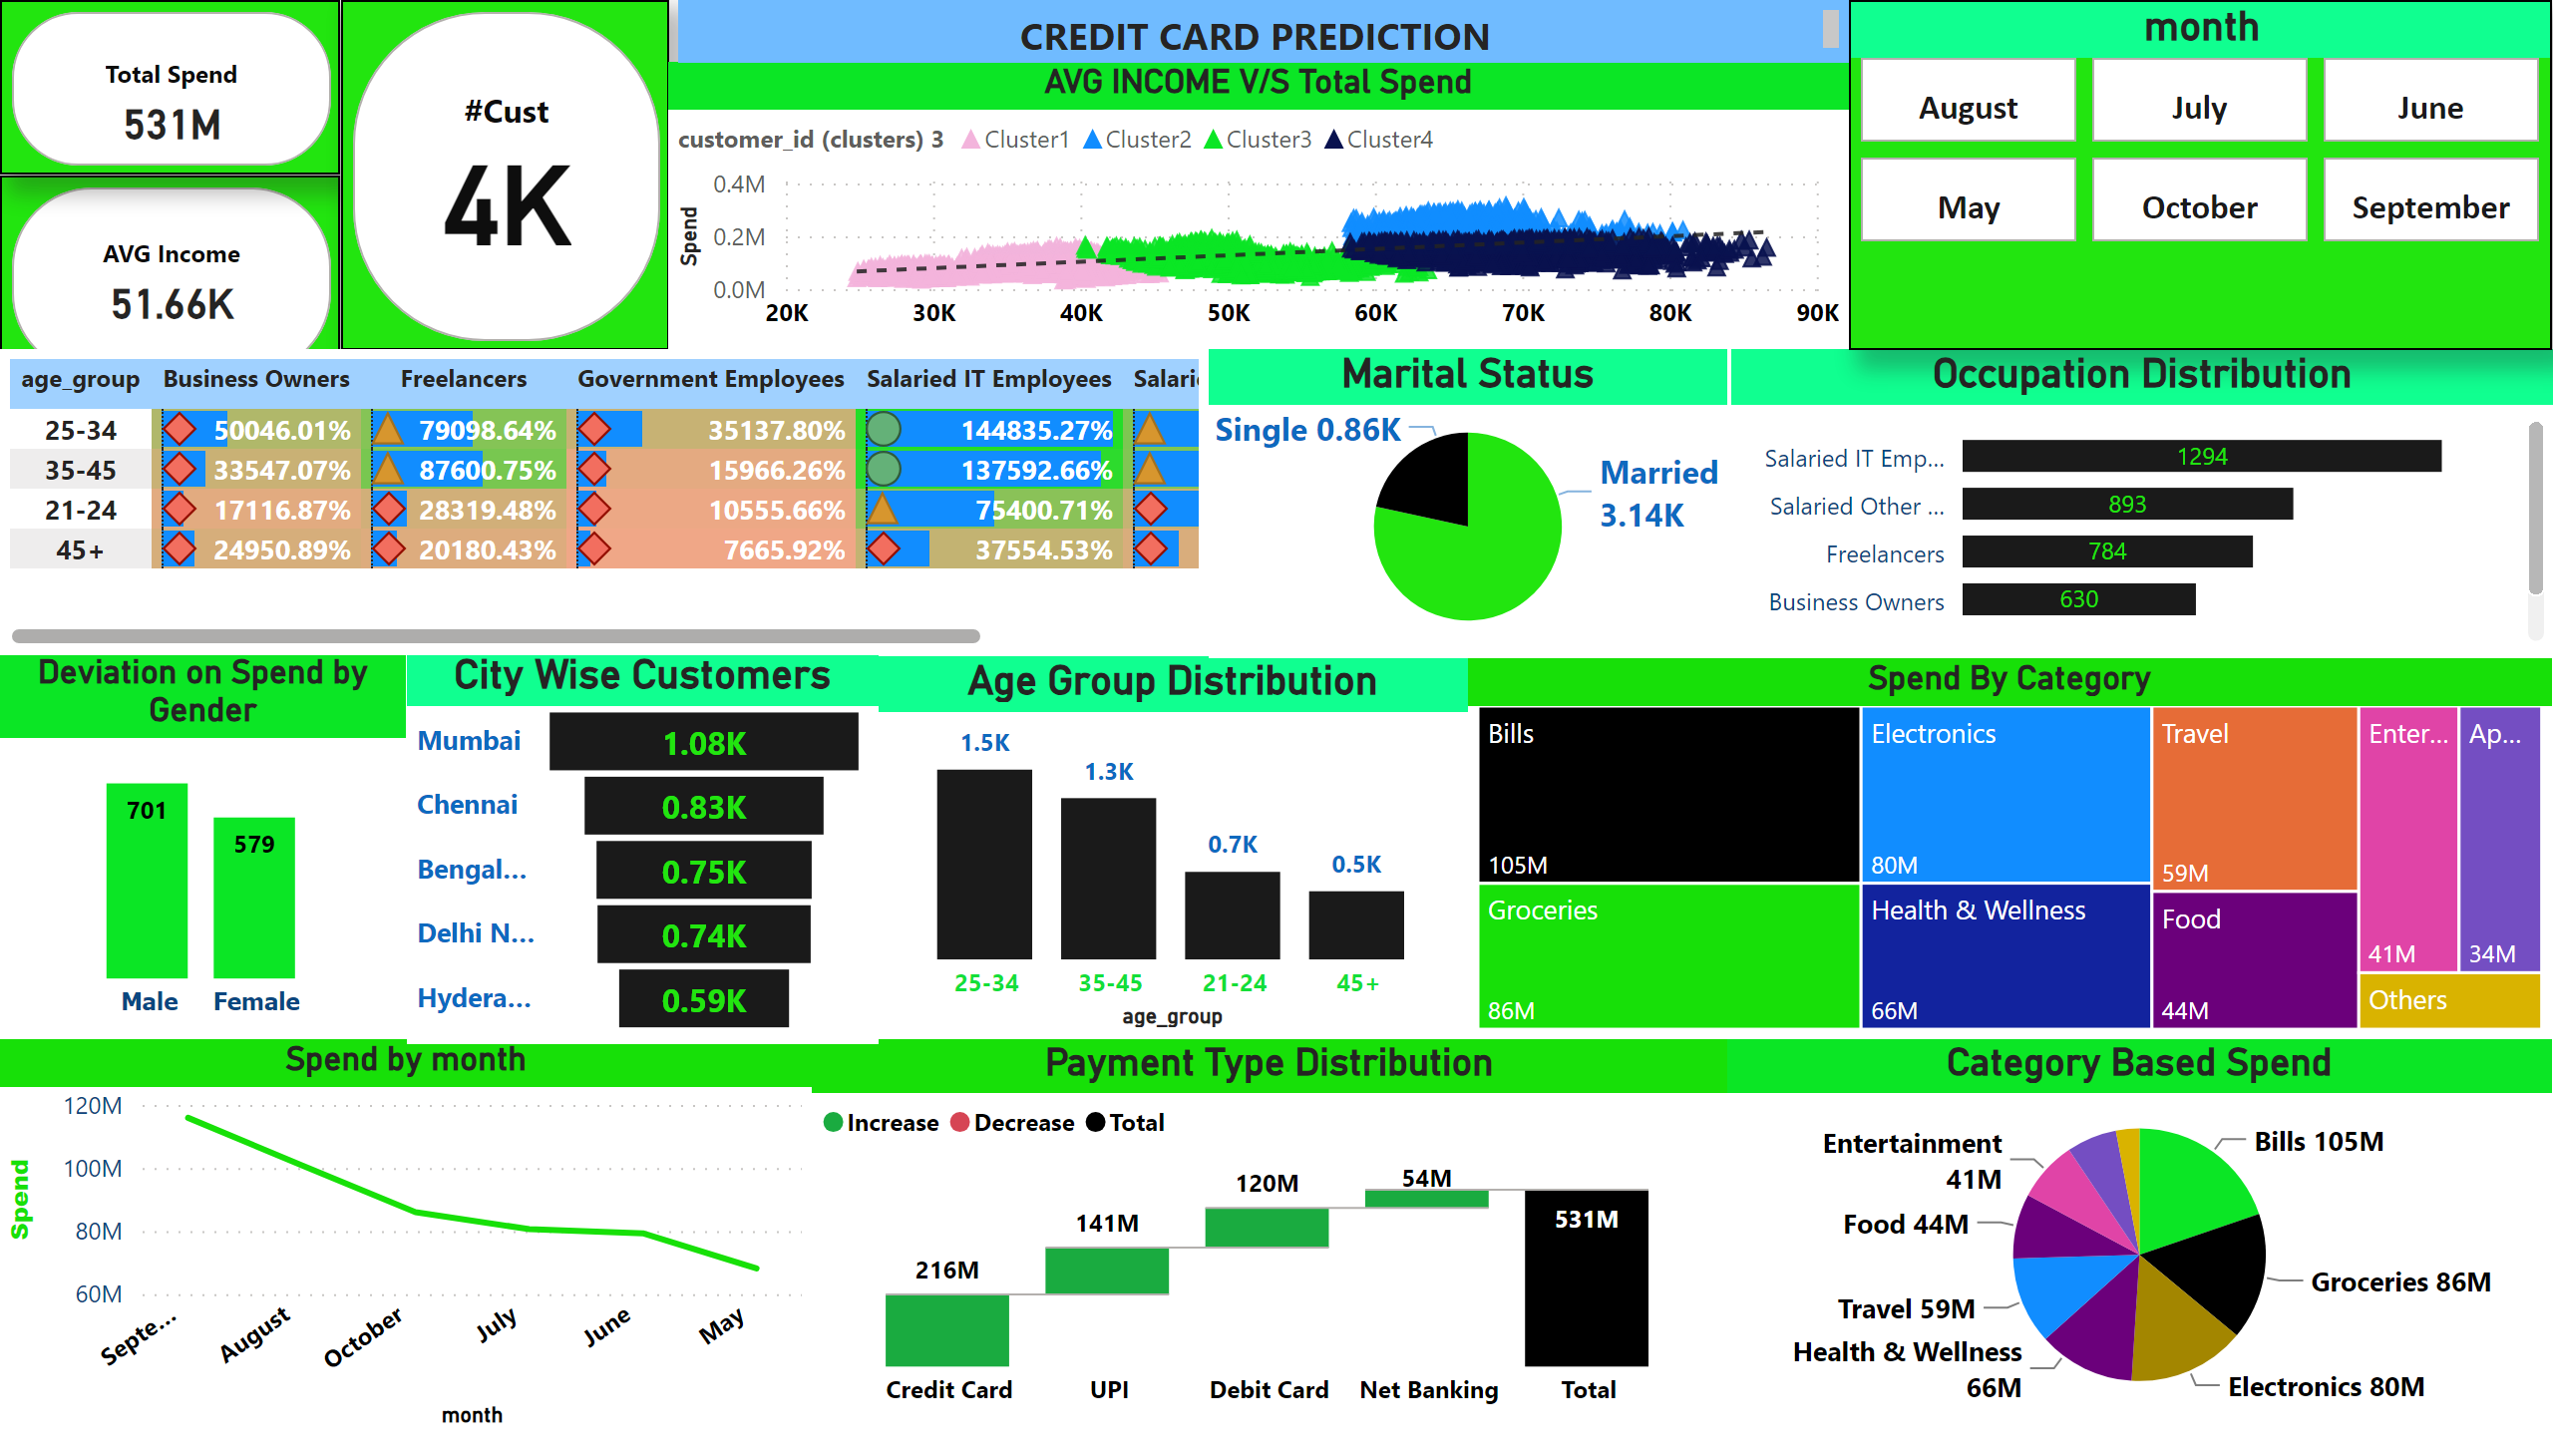 Total Spend
531M
AVG Income
51.66K
#Cust
4K
CREDIT CARD PREDICTION
AVG INCOME V/S Total Spend
customer_id (clusters) 3 Cluster1 Cluster2 Cluster3 Cluster4
Spend
0.4M
0.2M
0.0M
20K 30K 40K 50K 60K 70K 80K 90K
month
August July June
May October September
age_group Business Owners Freelancers Government Employees Salaried IT Employees Salari
25-34 50046.01% 79098.64% 35137.80% 144835.27%
35-45 33547.07% 87600.75% 15966.26% 137592.66%
21-24 17116.87% 28319.48% 10555.66% 75400.71%
45+ 24950.89% 20180.43% 7665.92% 37554.53%
Marital Status
Single 0.86K
Married
3.14K
Occupation Distribution
Salaried IT Emp... 1294
Salaried Other ... 893
Freelancers 784
Business Owners 630
Deviation on Spend by
Gender
701
579
Male Female
City Wise Customers
Mumbai 1.08K
Chennai 0.83K
Bengal... 0.75K
Delhi N... 0.74K
Hydera... 0.59K
Age Group Distribution
1.5K
1.3K
0.7K
0.5K
25-34 35-45 21-24 45+
age_group
Spend By Category
Bills
105M
Groceries
86M
Electronics
80M
Health & Wellness
66M
Travel
59M
Food
44M
Enter...
41M
Ap...
34M
Others
Spend by month
Spend
120M
100M
80M
60M
Septe... August October July June May
month
Payment Type Distribution
Increase Decrease Total
216M
141M
120M
54M
531M
Credit Card UPI Debit Card Net Banking Total
Category Based Spend
Bills 105M
Groceries 86M
Electronics 80M
Health & Wellness
66M
Travel 59M
Food 44M
Entertainment
41M